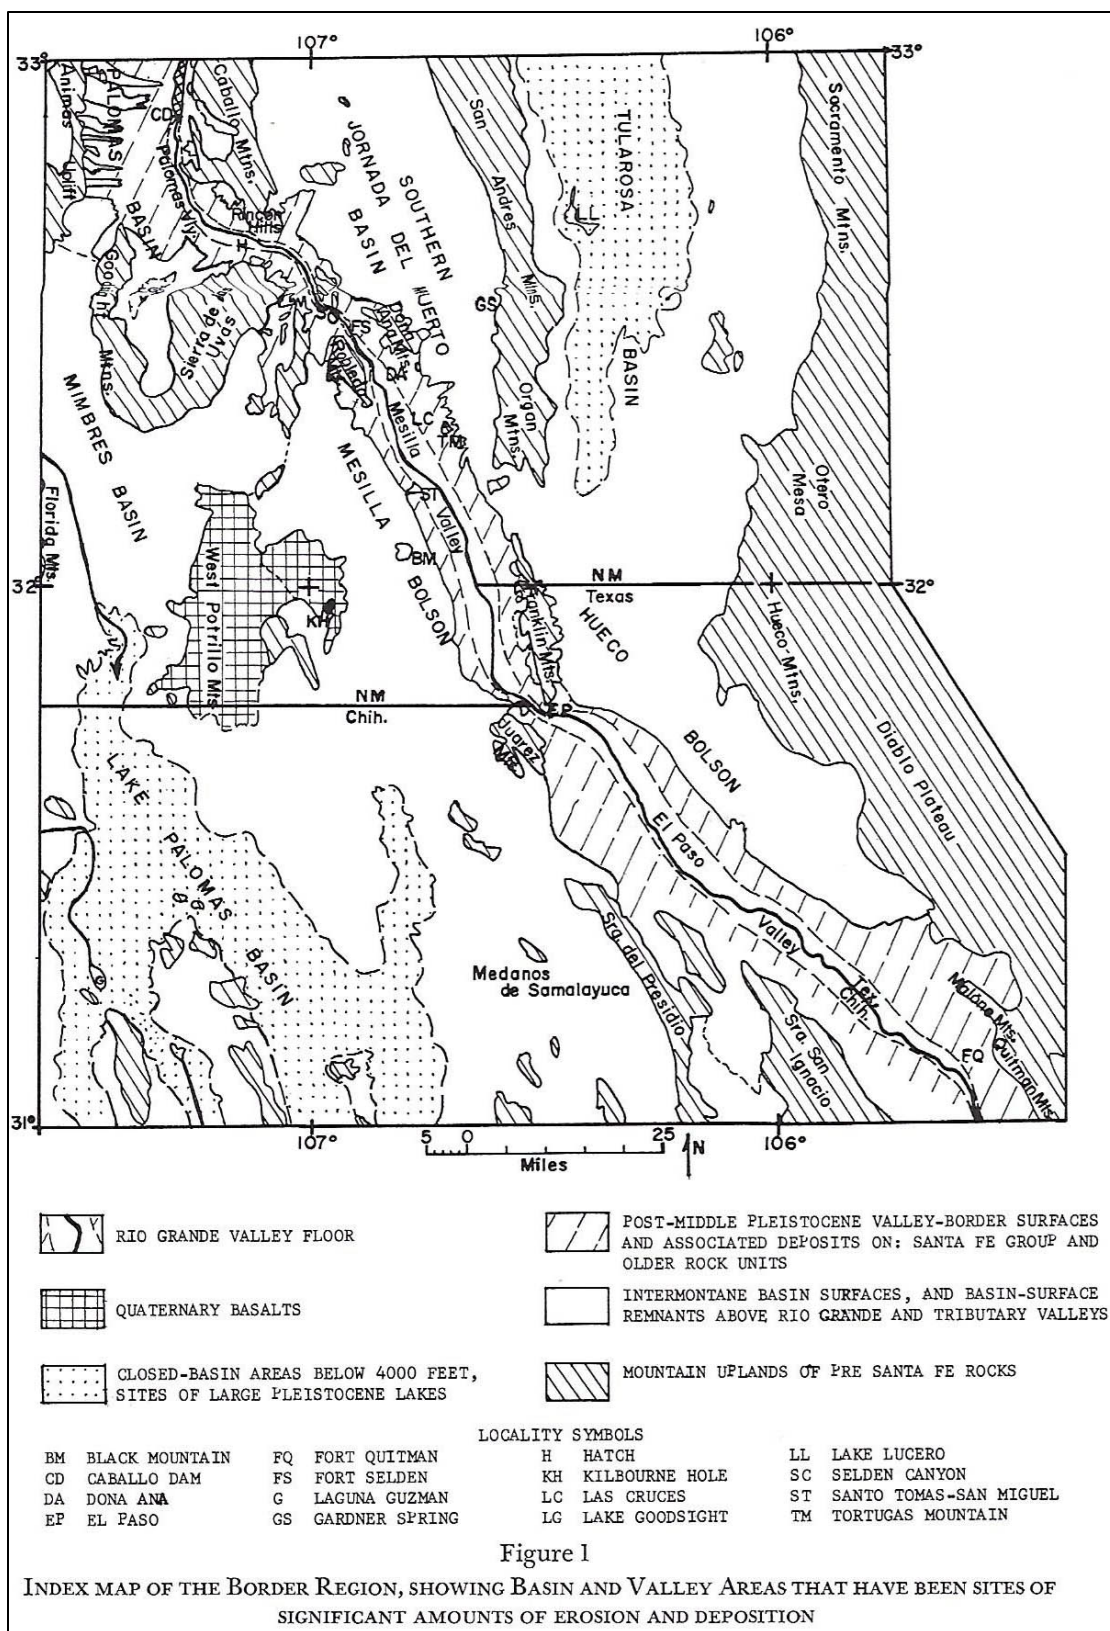 107°
106°
33°
33°
Animas
Uplift
PALOMAS
BASIN
CD
Palomas Vly.
Caballo Mtns.
Rincon
Hills
H
JORNADA
DEL
MUERTO
BASIN
SOUTHERN
San
Andres
Mns.
TULAROSA
BASIN
LL
GS
Sacramento
Mtns.
Goodsight
Mtns.
Sierra de
Uvas
FS
Dona
Ana Mts.
Robledo
LC
TM
Organ
Mtns.
MIMBRES
BASIN
Mesilla
Valley
MESILLA
BOLSON
ST
BM
Otero
Mesa
Florida Mts.
32°
32°
West Potrillo Mts.
KH
NM
Texas
Franklin Mts.
HUECO
BOLSON
Hueco Mtns.
Diablo Plateau
NM
Chih.
EP
Juarez
Mts.
LAKE
PALOMAS
BASIN
G
El Paso
Valley
Medanos
de Samalayuca
Sra. del Presidio
Sra. San
Ignacio
Tex.
Chih.
Malone Mts.
Quitman Mts.
FQ
31°
107°
106°
5 0 25
Miles
N
RIO GRANDE VALLEY FLOOR
QUATERNARY BASALTS
CLOSED-BASIN AREAS BELOW 4000 FEET,
SITES OF LARGE PLEISTOCENE LAKES
POST-MIDDLE PLEISTOCENE VALLEY-BORDER SURFACES
AND ASSOCIATED DEPOSITS ON: SANTA FE GROUP AND
OLDER ROCK UNITS
INTERMONTANE BASIN SURFACES, AND BASIN-SURFACE
REMNANTS ABOVE RIO GRANDE AND TRIBUTARY VALLEYS
MOUNTAIN UPLANDS OF PRE SANTA FE ROCKS
LOCALITY SYMBOLS
BM BLACK MOUNTAIN FQ FORT QUITMAN H HATCH LL LAKE LUCERO
CD CABALLO DAM FS FORT SELDEN KH KILBOURNE HOLE SC SELDEN CANYON
DA DONA ANA G LAGUNA GUZMAN LC LAS CRUCES ST SANTO TOMAS-SAN MIGUEL
EP EL PASO GS GARDNER SPRING LG LAKE GOODSIGHT TM TORTUGAS MOUNTAIN
Figure 1
INDEX MAP OF THE BORDER REGION, SHOWING BASIN AND VALLEY AREAS THAT HAVE BEEN SITES OF
SIGNIFICANT AMOUNTS OF EROSION AND DEPOSITION